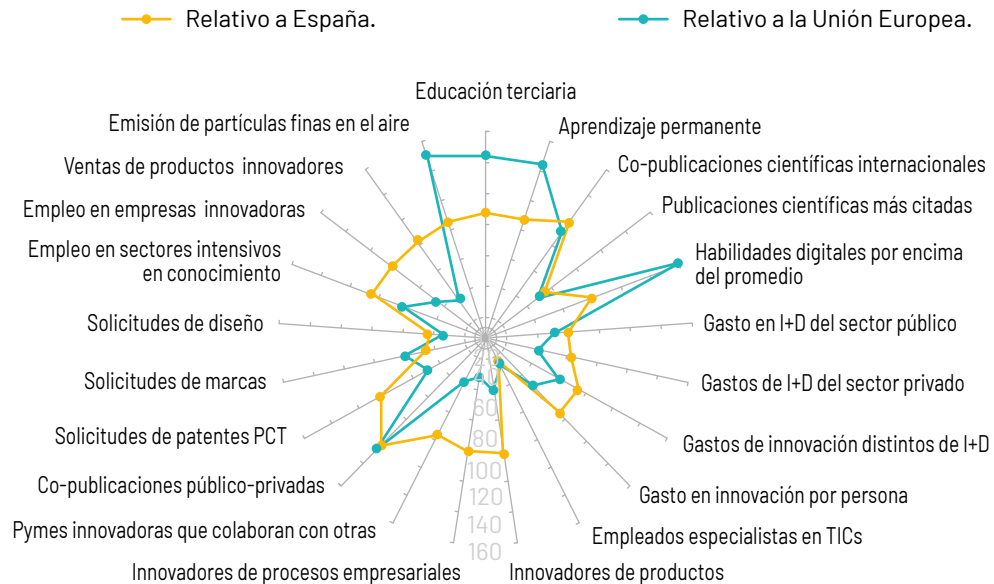 Relativo a España.
Relativo a la Unión Europea.
Educación terciaria
Emisión de partículas finas en el aire
Aprendizaje permanente
Ventas de productos innovadores
Co-publicaciones científicas internacionales
Empleo en empresas innovadoras
Publicaciones científicas más citadas
Empleo en sectores intensivos
en conocimiento
Habilidades digitales por encima
del promedio
Solicitudes de diseño
Gasto en I+D del sector público
Solicitudes de marcas
Gastos de I+D del sector privado
Solicitudes de patentes PCT
Gastos de innovación distintos de I+D
Co-publicaciones público-privadas
Gasto en innovación por persona
Pymes innovadoras que colaboran con otras
Empleados especialistas en TICs
Innovadores de procesos empresariales
Innovadores de productos
20
40
60
80
100
120
140
160